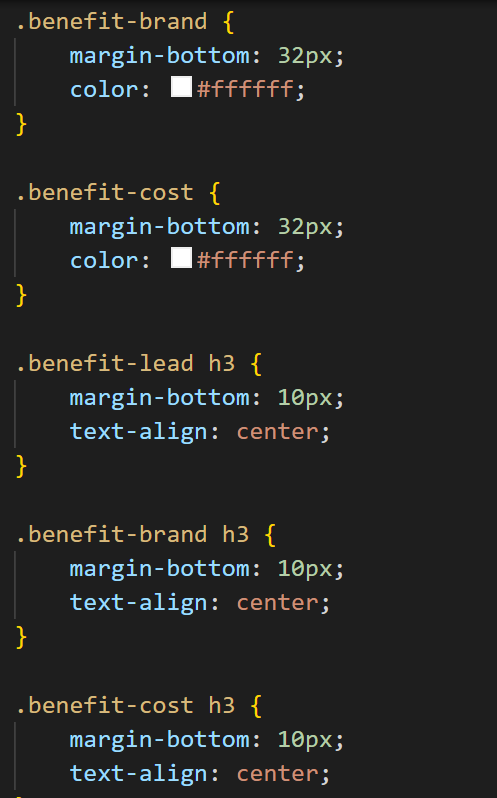 .benefit-brand {
    margin-bottom: 32px;
    color: #ffffff;
}

.benefit-cost {
    margin-bottom: 32px;
    color: #ffffff;
}

.benefit-lead h3 {
    margin-bottom: 10px;
    text-align: center;
}

.benefit-brand h3 {
    margin-bottom: 10px;
    text-align: center;
}

.benefit-cost h3 {
    margin-bottom: 10px;
    text-align: center;